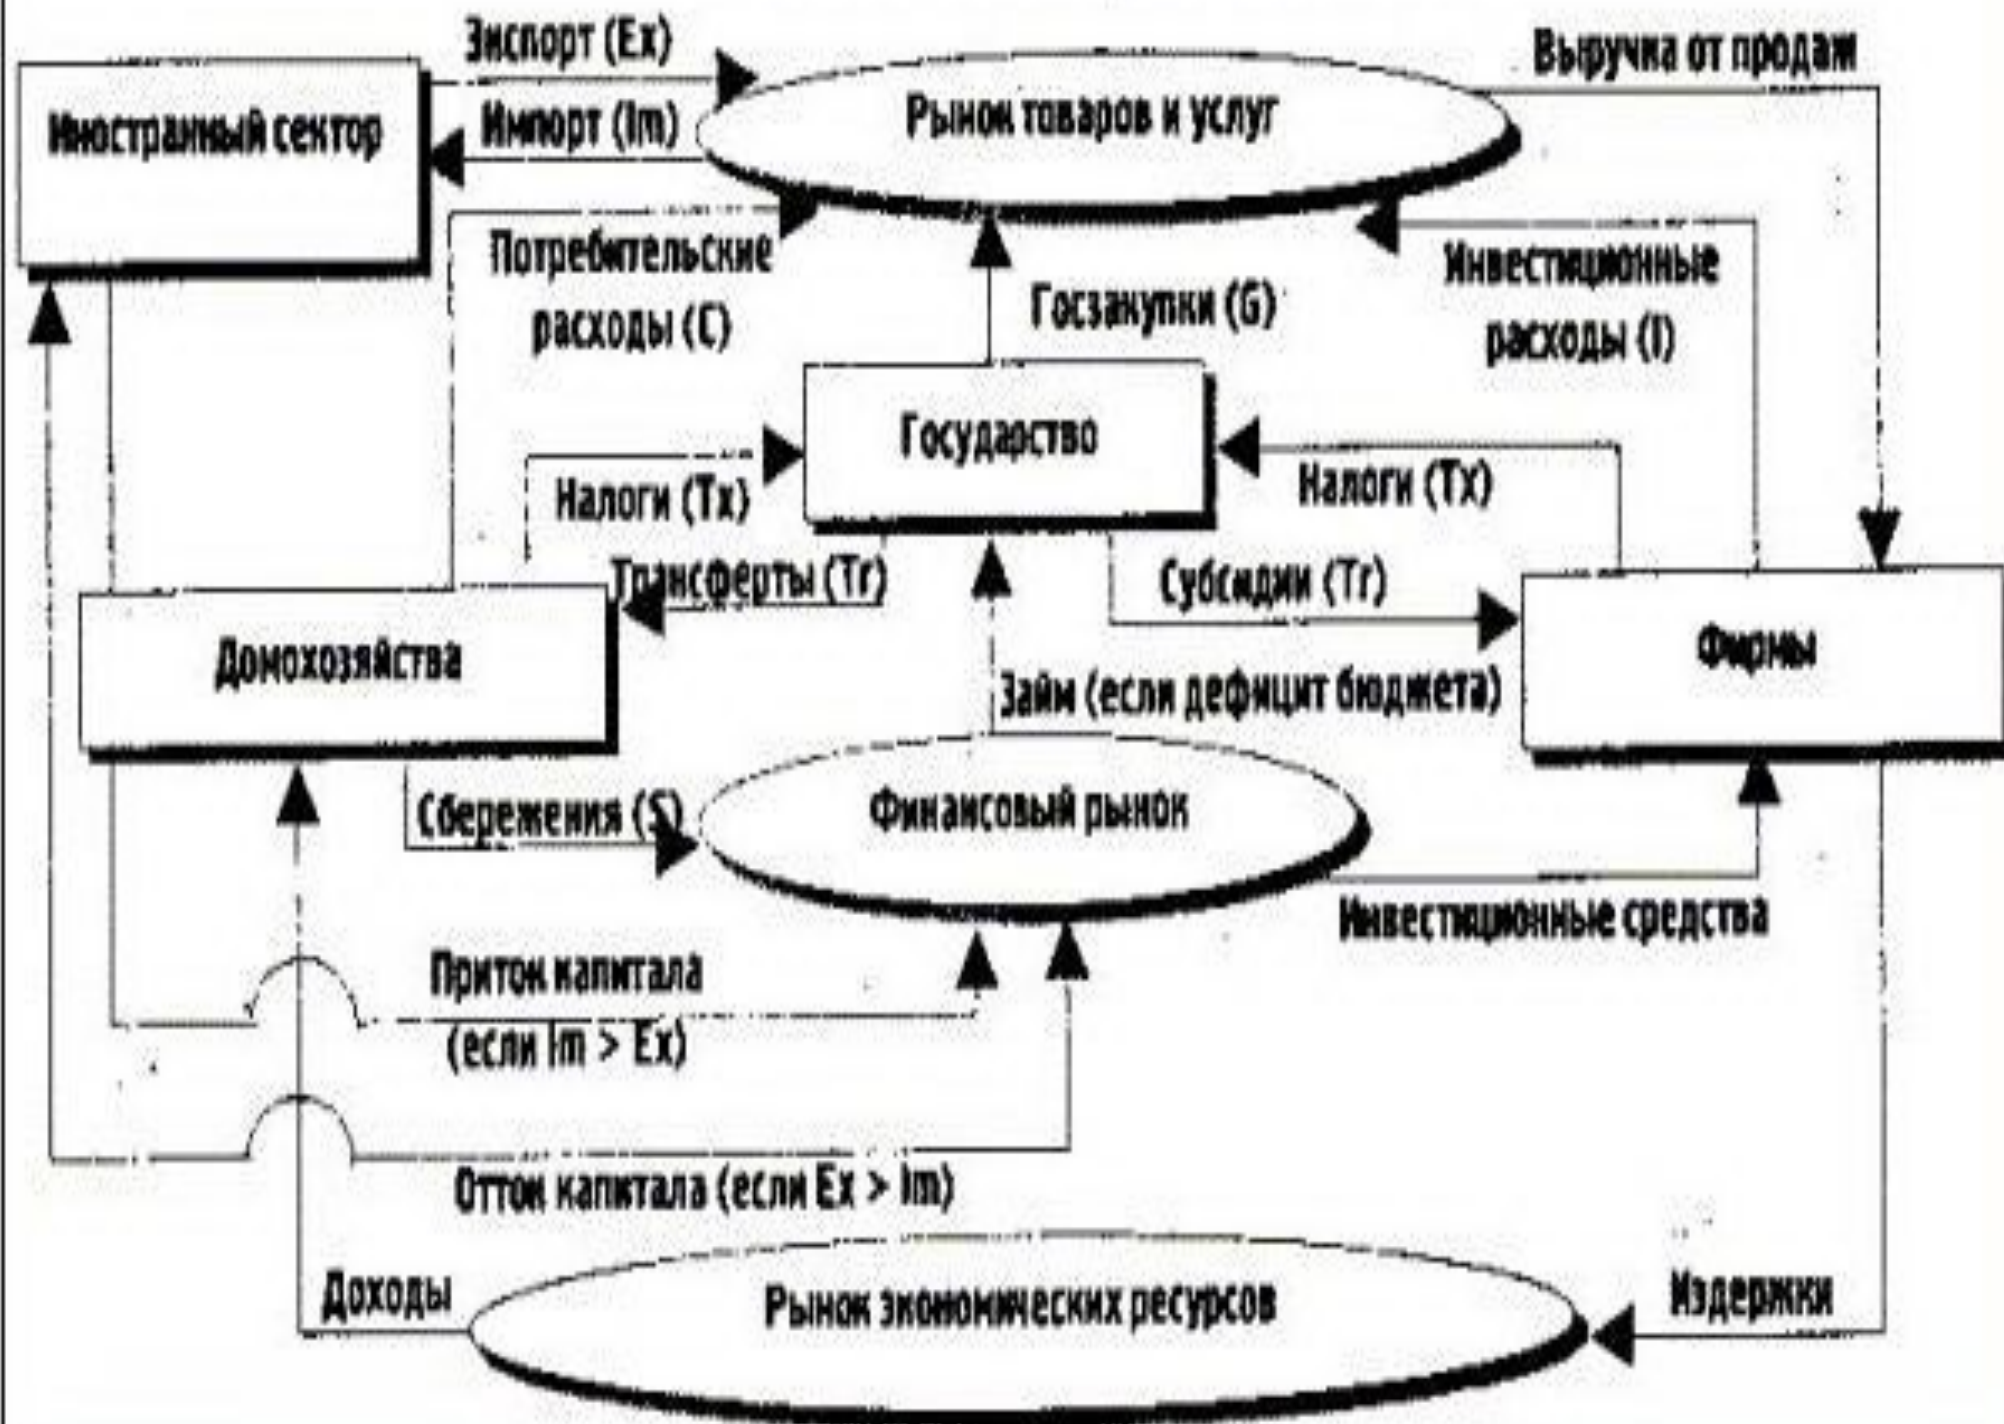 Экспорт (Ex)
Выручка от продаж
Иностранный сектор
Импорт (Im)
Рынок товаров и услуг
Потребительские
расходы (C)
Госзакупки (G)
Инвестиционные
расходы (I)
Государство
Налоги (Tx)
Налоги (Tx)
Трансферты (Tr)
Субсидии (Tr)
Домохозяйства
Фирмы
Займ (если дефицит бюджета)
Сбережения (S)
Финансовый рынок
Инвестиционные средства
Приток капитала
(если Im > Ex)
Отток капитала (если Ex > Im)
Доходы
Рынок экономических ресурсов
Издержки